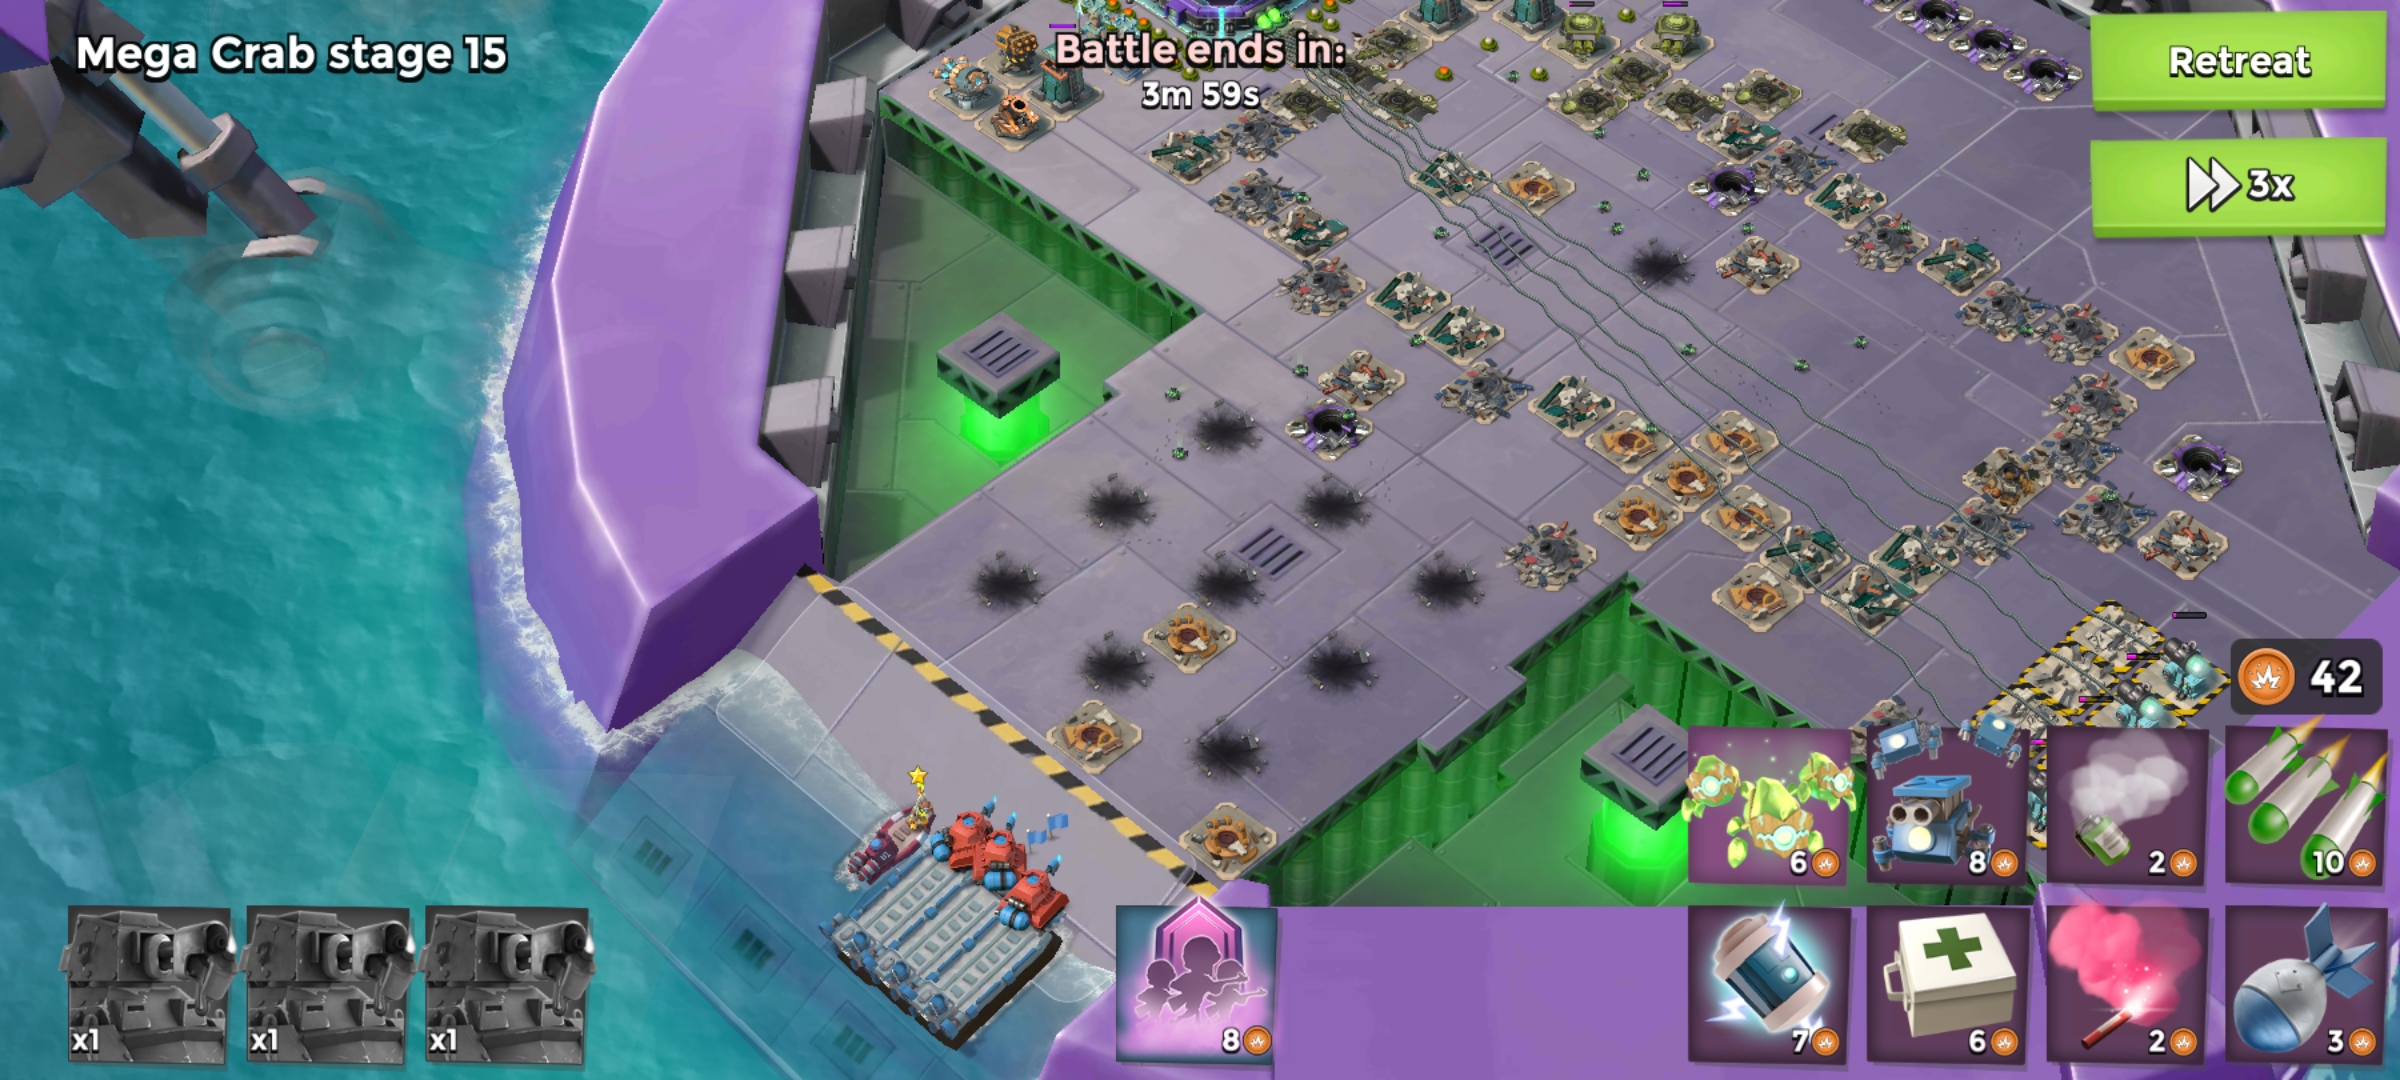 Mega Crab stage 15
Battle ends in:
3m 59s
Retreat
3x
42
6
8
2
10
x1
x1
x1
8
7
6
2
3